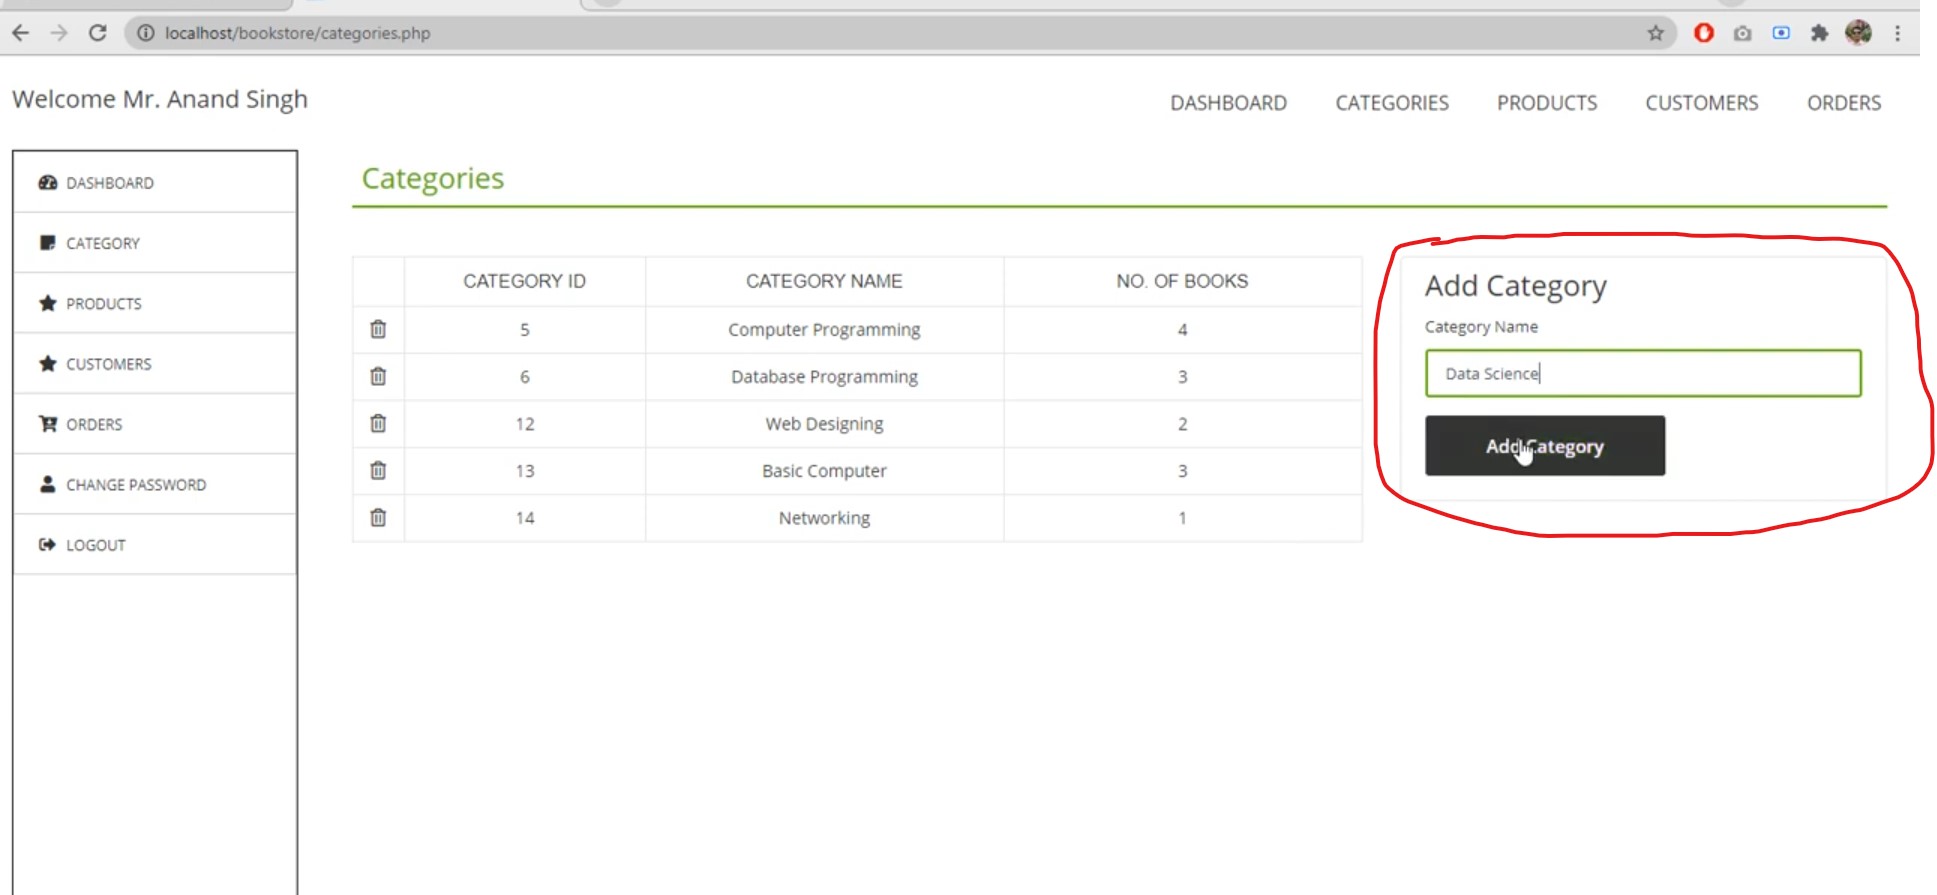 localhost/bookstore/categories.php
Welcome Mr. Anand Singh
DASHBOARD CATEGORIES PRODUCTS CUSTOMERS ORDERS
DASHBOARD
CATEGORY
PRODUCTS
CUSTOMERS
ORDERS
CHANGE PASSWORD
LOGOUT
Categories
CATEGORY ID CATEGORY NAME NO. OF BOOKS
5 Computer Programming 4
6 Database Programming 3
12 Web Designing 2
13 Basic Computer 3
14 Networking 1
Add Category
Category Name
Data Science
Add Category